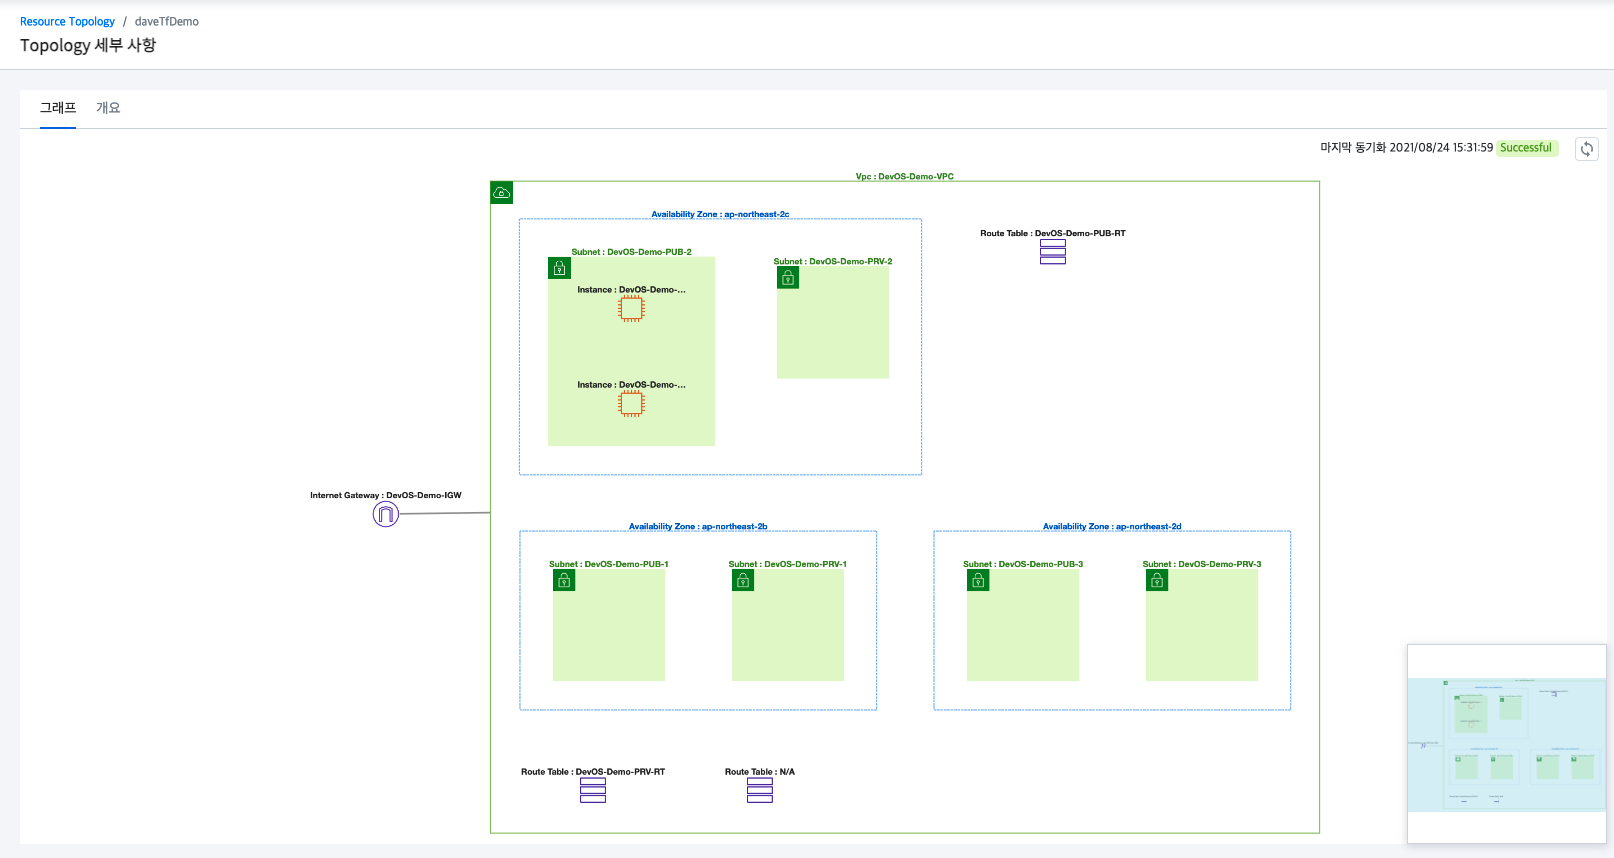 Resource Topology / daveTfDemo
Topology 세부 사항
그래프 개요
마지막 동기화 2021/08/24 15:31:59 Successful
Vpc : DevOS-Demo-VPC
Availability Zone : ap-northeast-2c
Route Table : DevOS-Demo-PUB-RT
Subnet : DevOS-Demo-PUB-2
Subnet : DevOS-Demo-PRV-2
Instance : DevOS-Demo-...
Instance : DevOS-Demo-...
Internet Gateway : DevOS-Demo-IGW
Availability Zone : ap-northeast-2b
Availability Zone : ap-northeast-2d
Subnet : DevOS-Demo-PUB-1
Subnet : DevOS-Demo-PRV-1
Subnet : DevOS-Demo-PUB-3
Subnet : DevOS-Demo-PRV-3
Route Table : DevOS-Demo-PRV-RT
Route Table : N/A